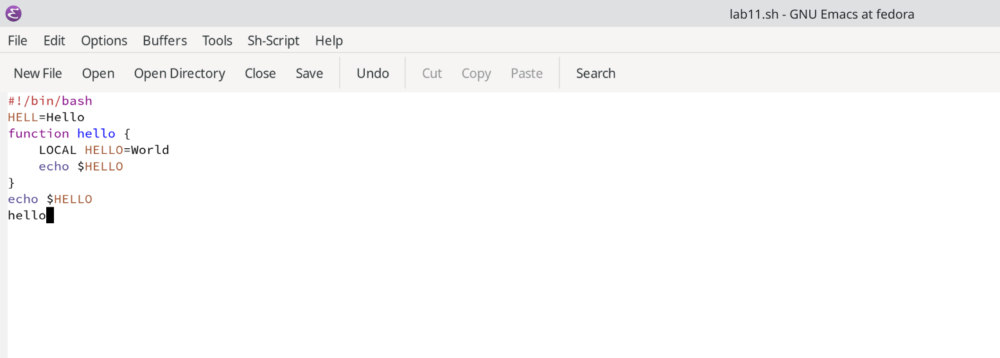 lab11.sh - GNU Emacs at fedora
File Edit Options Buffers Tools Sh-Script Help
New File Open Open Directory Close Save Undo Cut Copy Paste Search
#!/bin/bash
HELL=Hello
function hello {
    LOCAL HELLO=World
    echo $HELLO
}
echo $HELLO
hello